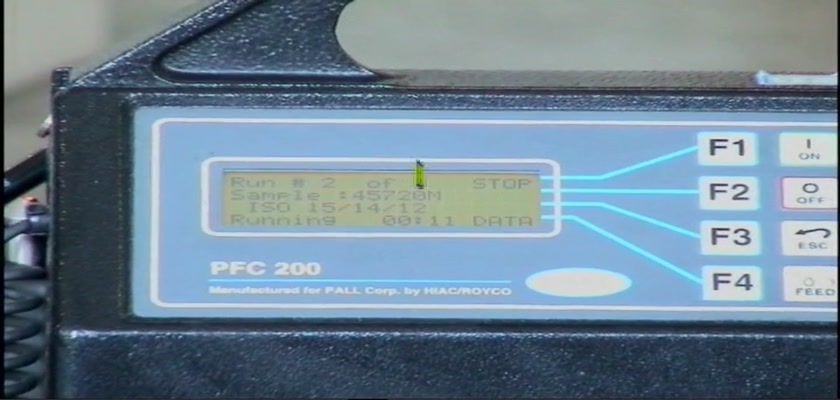 Run # 2 of STOP
Sample :45720M
ISO 15/14/12
Running 00:11 DATA
PFC 200
Manufactured for PALL Corp. by HIAC/ROYCO
F1
I
ON
F2
O
OFF
F3
ESC
F4
FEED